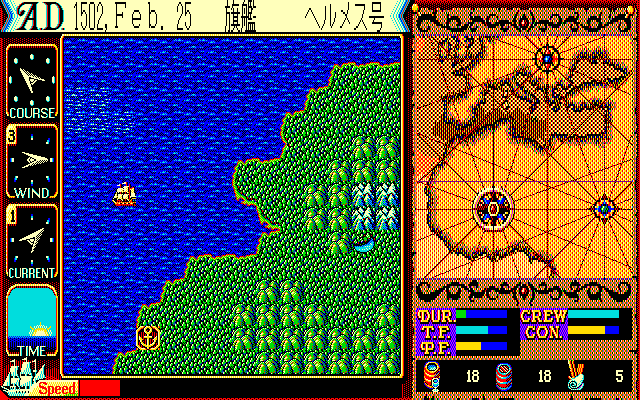 A.D. 1502, Feb. 25 旗艦 ヘルメス号
COURSE
3
WIND
1
CURRENT
TIME
Speed
DUR. CREW
T.F. CON.
P.F.
18 18 5